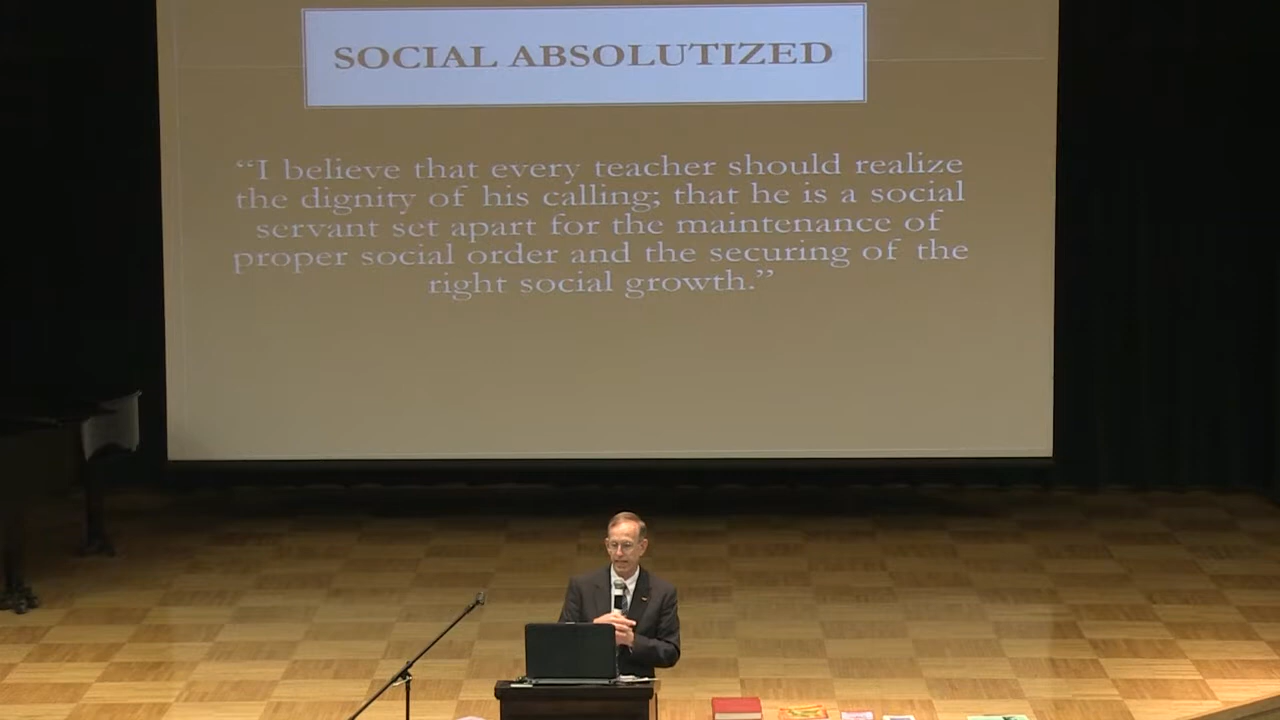 SOCIAL ABSOLUTIZED
“I believe that every teacher should realize
the dignity of his calling; that he is a social
servant set apart for the maintenance of
proper social order and the securing of the
right social growth.”